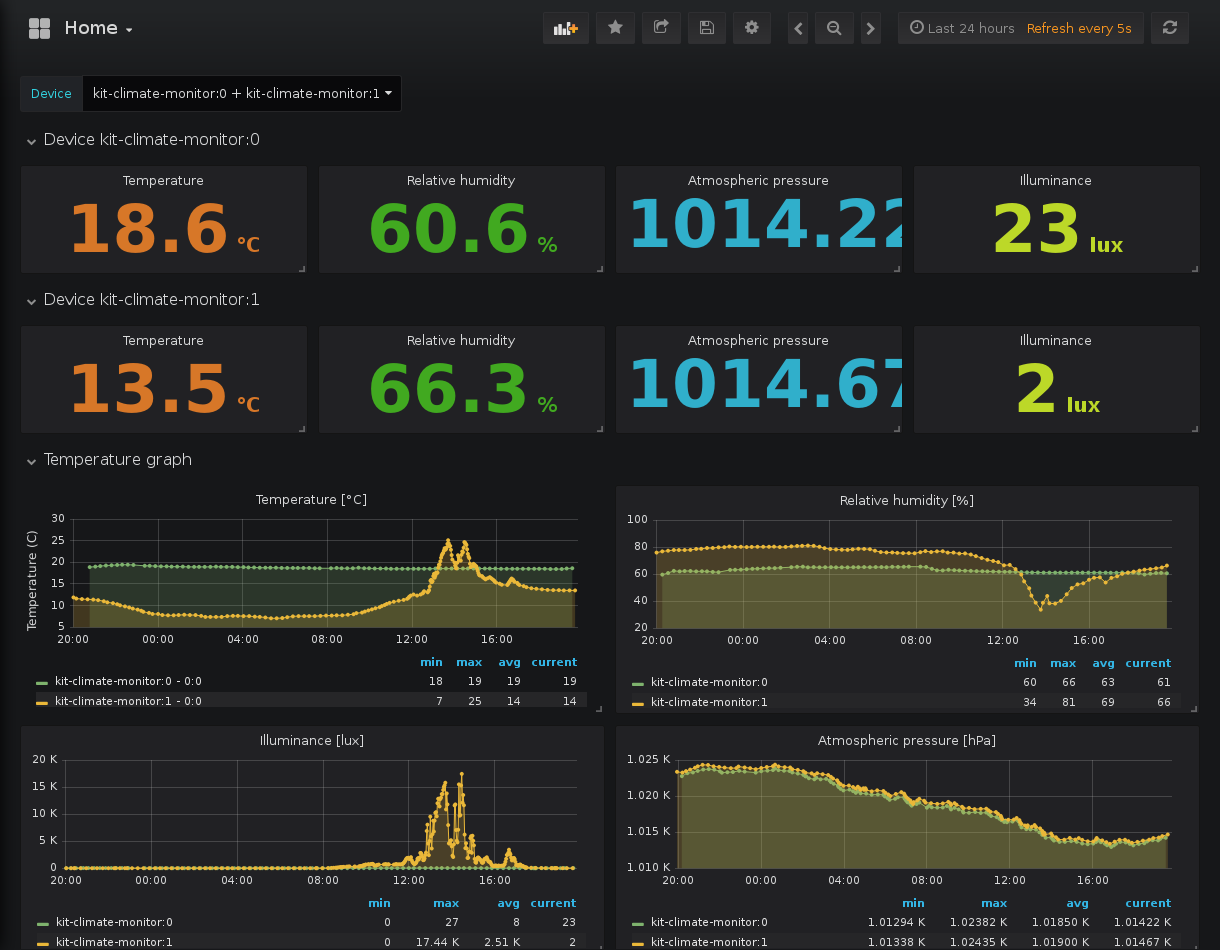 Home
Last 24 hours Refresh every 5s
Device kit-climate-monitor:0 + kit-climate-monitor:1
Device kit-climate-monitor:0
Temperature Relative humidity Atmospheric pressure Illuminance
18.6 °C 60.6 % 1014.22 23 lux
Device kit-climate-monitor:1
Temperature Relative humidity Atmospheric pressure Illuminance
13.5 °C 66.3 % 1014.67 2 lux
Temperature graph
Temperature [°C]
Temperature (C)
30
25
20
15
10
5
20:00 00:00 04:00 08:00 12:00 16:00
min max avg current
kit-climate-monitor:0 - 0:0 18 19 19 19
kit-climate-monitor:1 - 0:0 7 25 14 14
Relative humidity [%]
100
80
60
40
20
20:00 00:00 04:00 08:00 12:00 16:00
min max avg current
kit-climate-monitor:0 60 66 63 61
kit-climate-monitor:1 34 81 69 66
Illuminance [lux]
20 K
15 K
10 K
5 K
0
20:00 00:00 04:00 08:00 12:00 16:00
min max avg current
kit-climate-monitor:0 0 27 8 23
kit-climate-monitor:1 0 17.44 K 2.51 K 2
Atmospheric pressure [hPa]
1.025 K
1.020 K
1.015 K
1.010 K
20:00 00:00 04:00 08:00 12:00 16:00
min max avg current
kit-climate-monitor:0 1.01294 K 1.02382 K 1.01850 K 1.01422 K
kit-climate-monitor:1 1.01338 K 1.02435 K 1.01900 K 1.01467 K